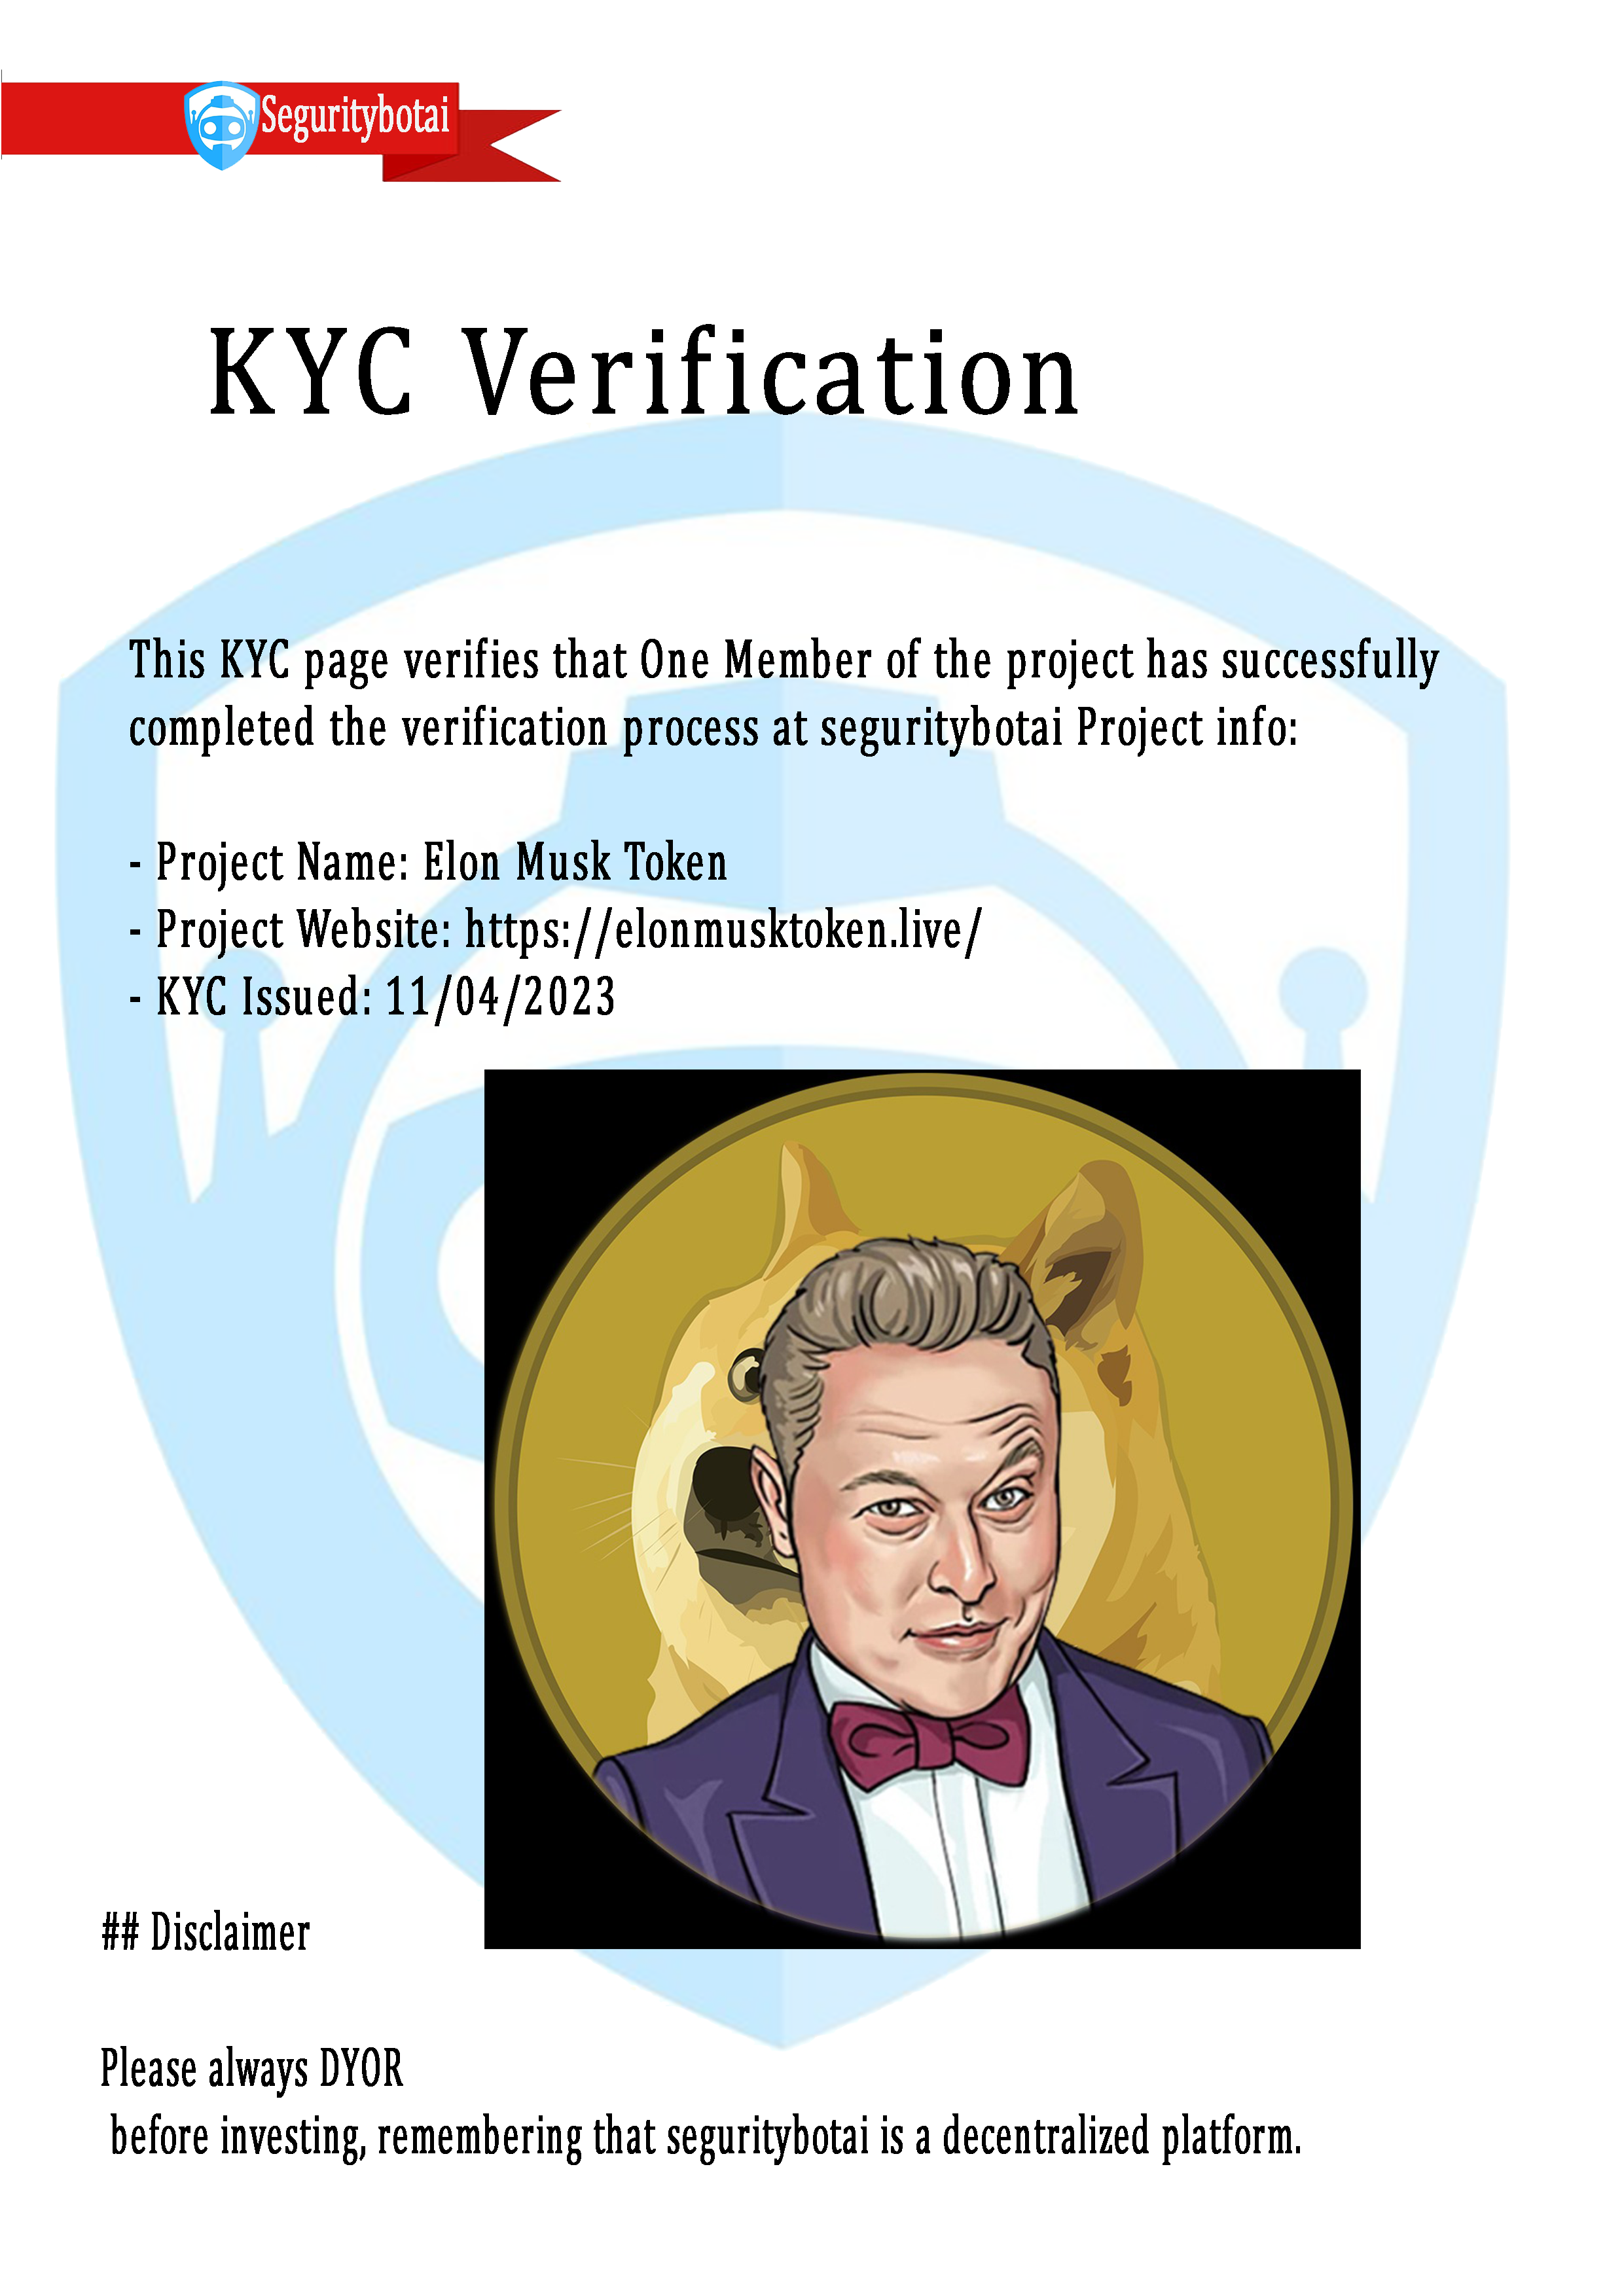 Seguritybotai
KYC Verification
This KYC page verifies that One Member of the project has successfully
completed the verification process at seguritybotai Project info:
- Project Name: Elon Musk Token
- Project Website: https://elonmusktoken.live/
- KYC Issued: 11/04/2023
## Disclaimer
Please always DYOR
before investing, remembering that seguritybotai is a decentralized platform.